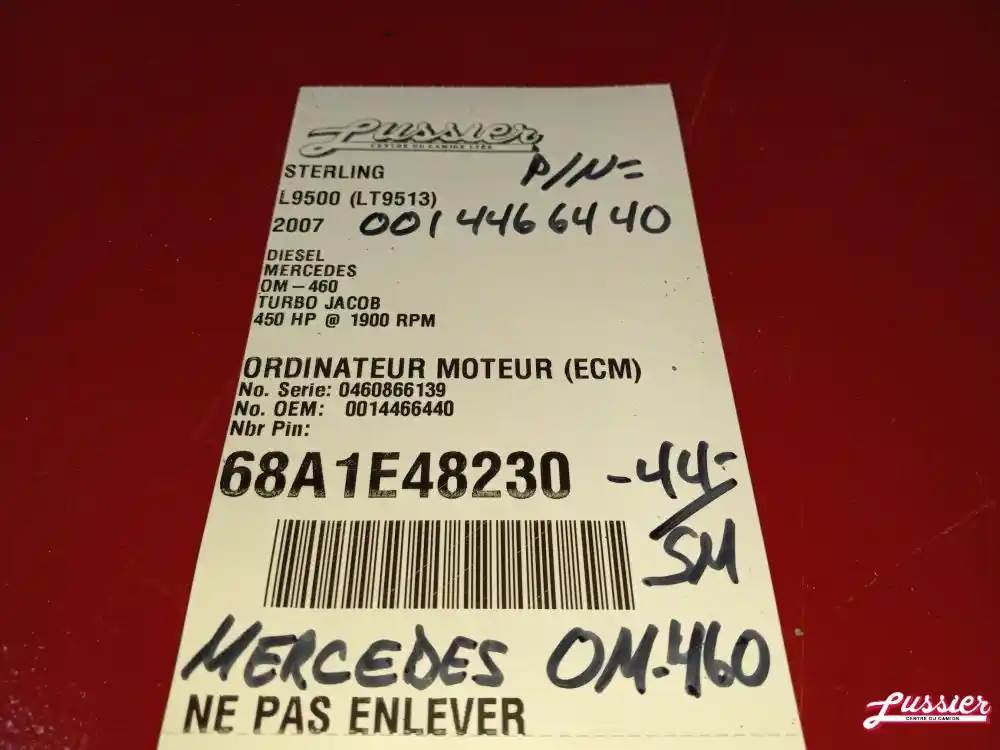 Lussier
CENTRE DU CAMION LTÉE
STERLING
P/N=
L9500 (LT9513)
2007 0014466440
DIESEL
MERCEDES
OM-460
TURBO JACOB
450 HP @ 1900 RPM
ORDINATEUR MOTEUR (ECM)
No. Serie: 0460866139
No. OEM: 0014466440
Nbr Pin:
68A1E48230 -44-
SM
MERCEDES OM-460
NE PAS ENLEVER
Lussier
CENTRE DU CAMION